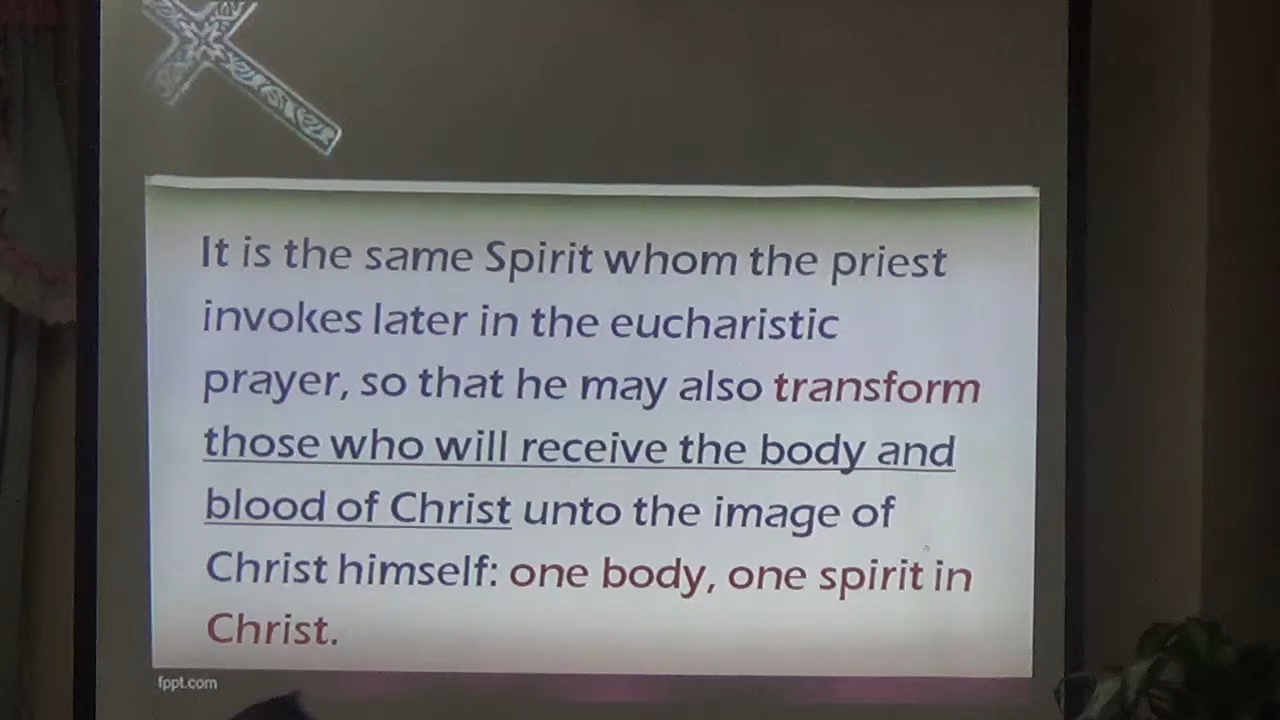 It is the same Spirit whom the priest
invokes later in the eucharistic
prayer, so that he may also transform
those who will receive the body and
blood of Christ unto the image of
Christ himself: one body, one spirit in
Christ.
fppt.com